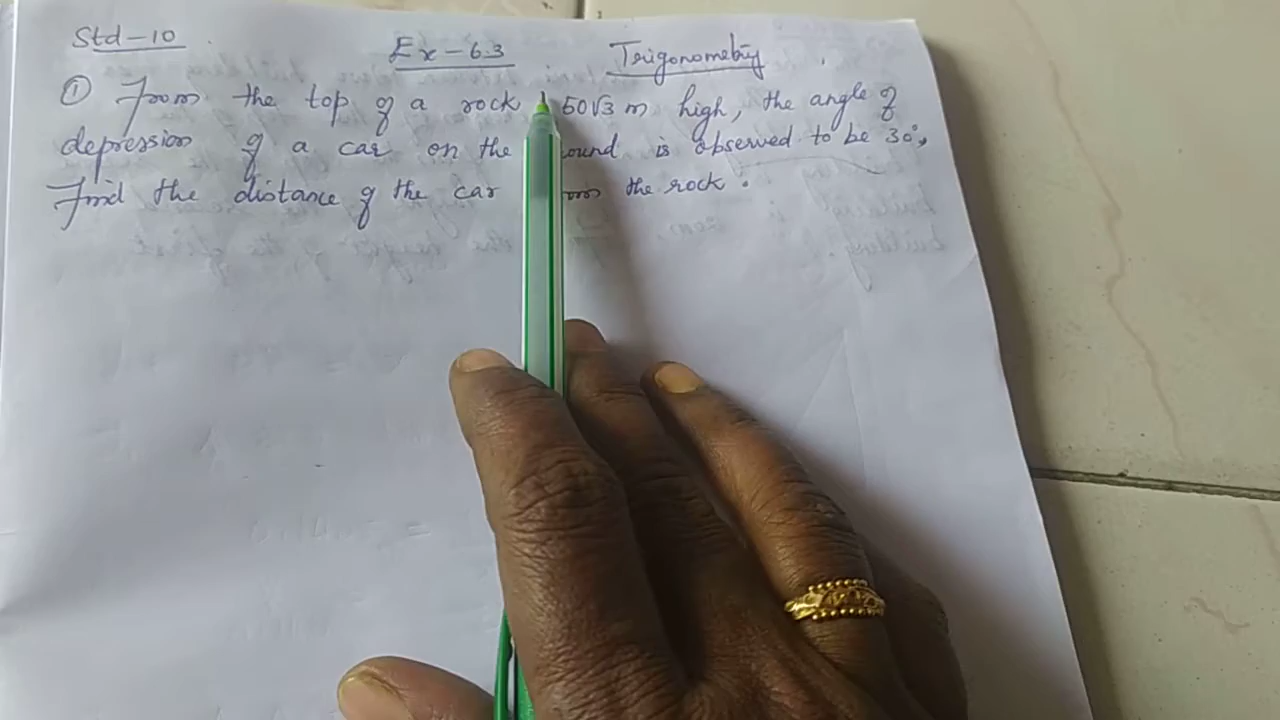 Std-10
Ex-6.3
Trigonometry
① From the top of a rock 50√3 m high, the angle of
depression of a car on the ound is observed to be 30°,
Find the distance of the car the rock.